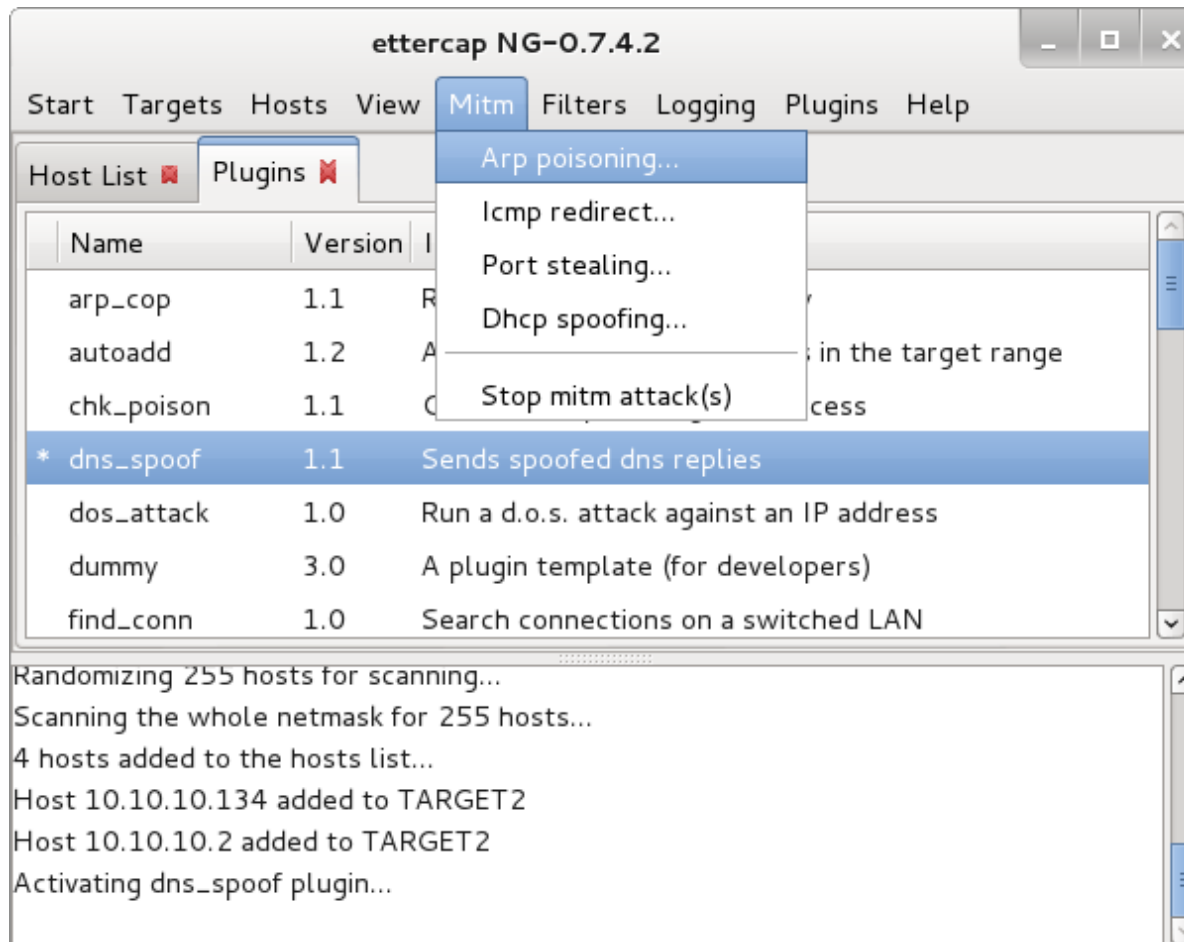 ettercap NG-0.7.4.2
Start Targets Hosts View Mitm Filters Logging Plugins Help
Host List Plugins
Arp poisoning...
Icmp redirect...
Port stealing...
Dhcp spoofing...
Stop mitm attack(s)
Name Version
arp_cop 1.1
autoadd 1.2 in the target range
chk_poison 1.1
* dns_spoof 1.1 Sends spoofed dns replies
dos_attack 1.0 Run a d.o.s. attack against an IP address
dummy 3.0 A plugin template (for developers)
find_conn 1.0 Search connections on a switched LAN
Randomizing 255 hosts for scanning...
Scanning the whole netmask for 255 hosts...
4 hosts added to the hosts list...
Host 10.10.10.134 added to TARGET2
Host 10.10.10.2 added to TARGET2
Activating dns_spoof plugin...